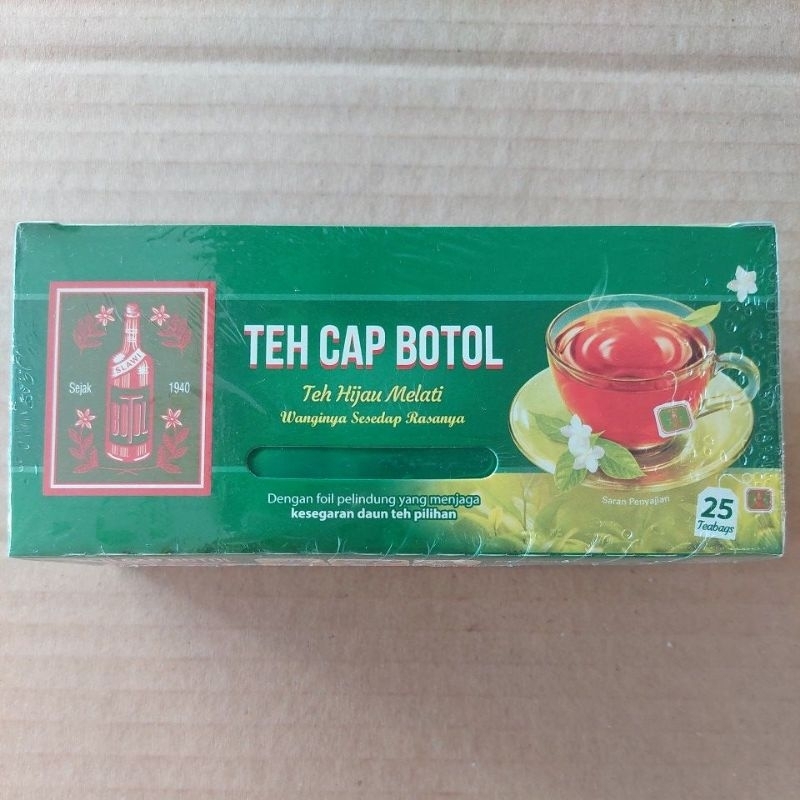 SLAWI
BOTOL
Sejak 1940
TEH CAP BOTOL
Teh Hijau Melati
Wanginya Sesedap Rasanya
Dengan foil pelindung yang menjaga
kesegaran daun teh pilihan
Saran Penyajian
25
Teabags